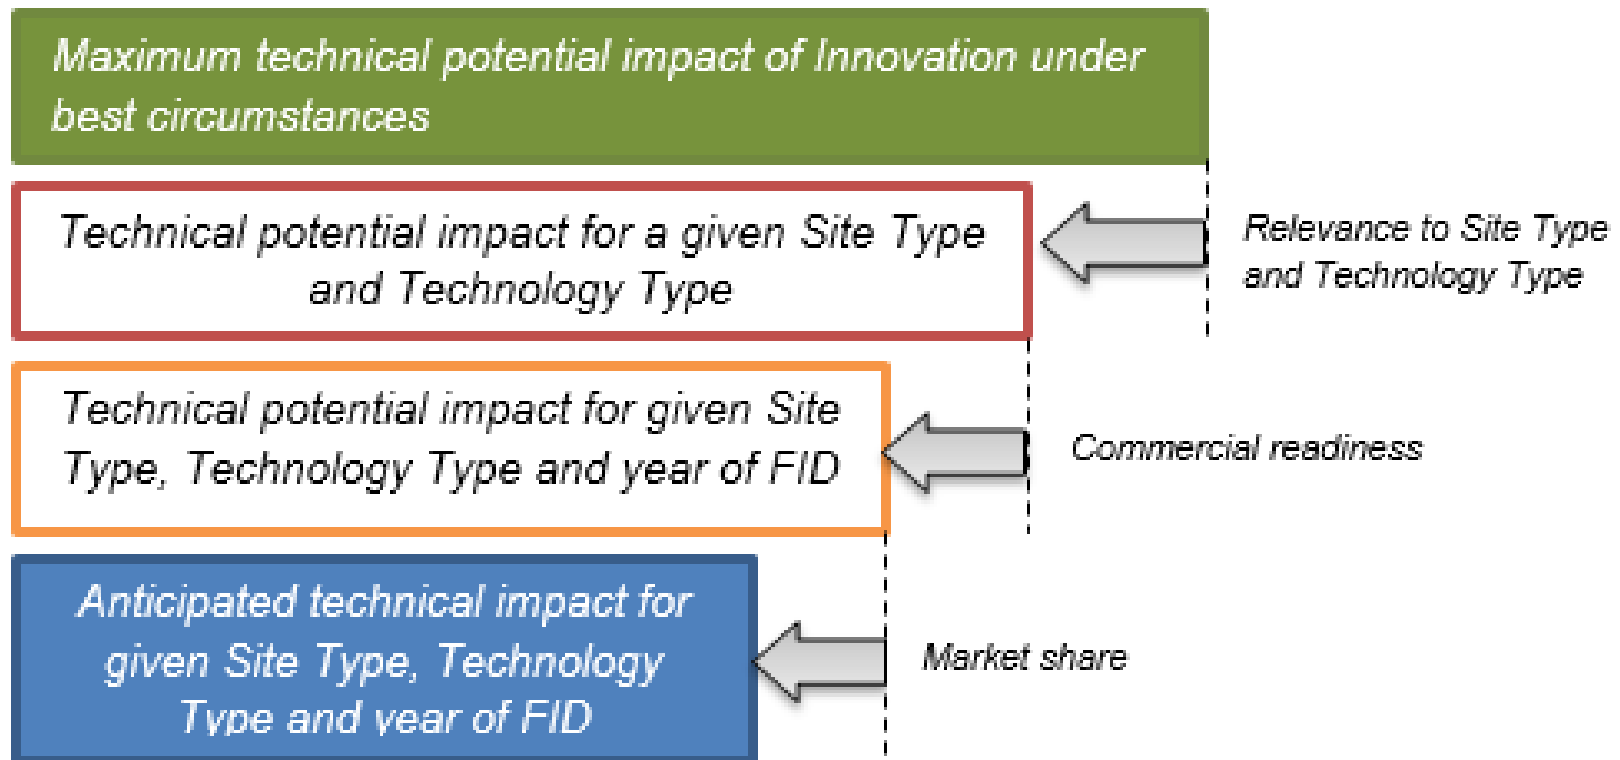 Maximum technical potential impact of Innovation under
best circumstances
Technical potential impact for a given Site Type
and Technology Type
Relevance to Site Type
and Technology Type
Technical potential impact for given Site
Type, Technology Type and year of FID
Commercial readiness
Anticipated technical impact for
given Site Type, Technology
Type and year of FID
Market share